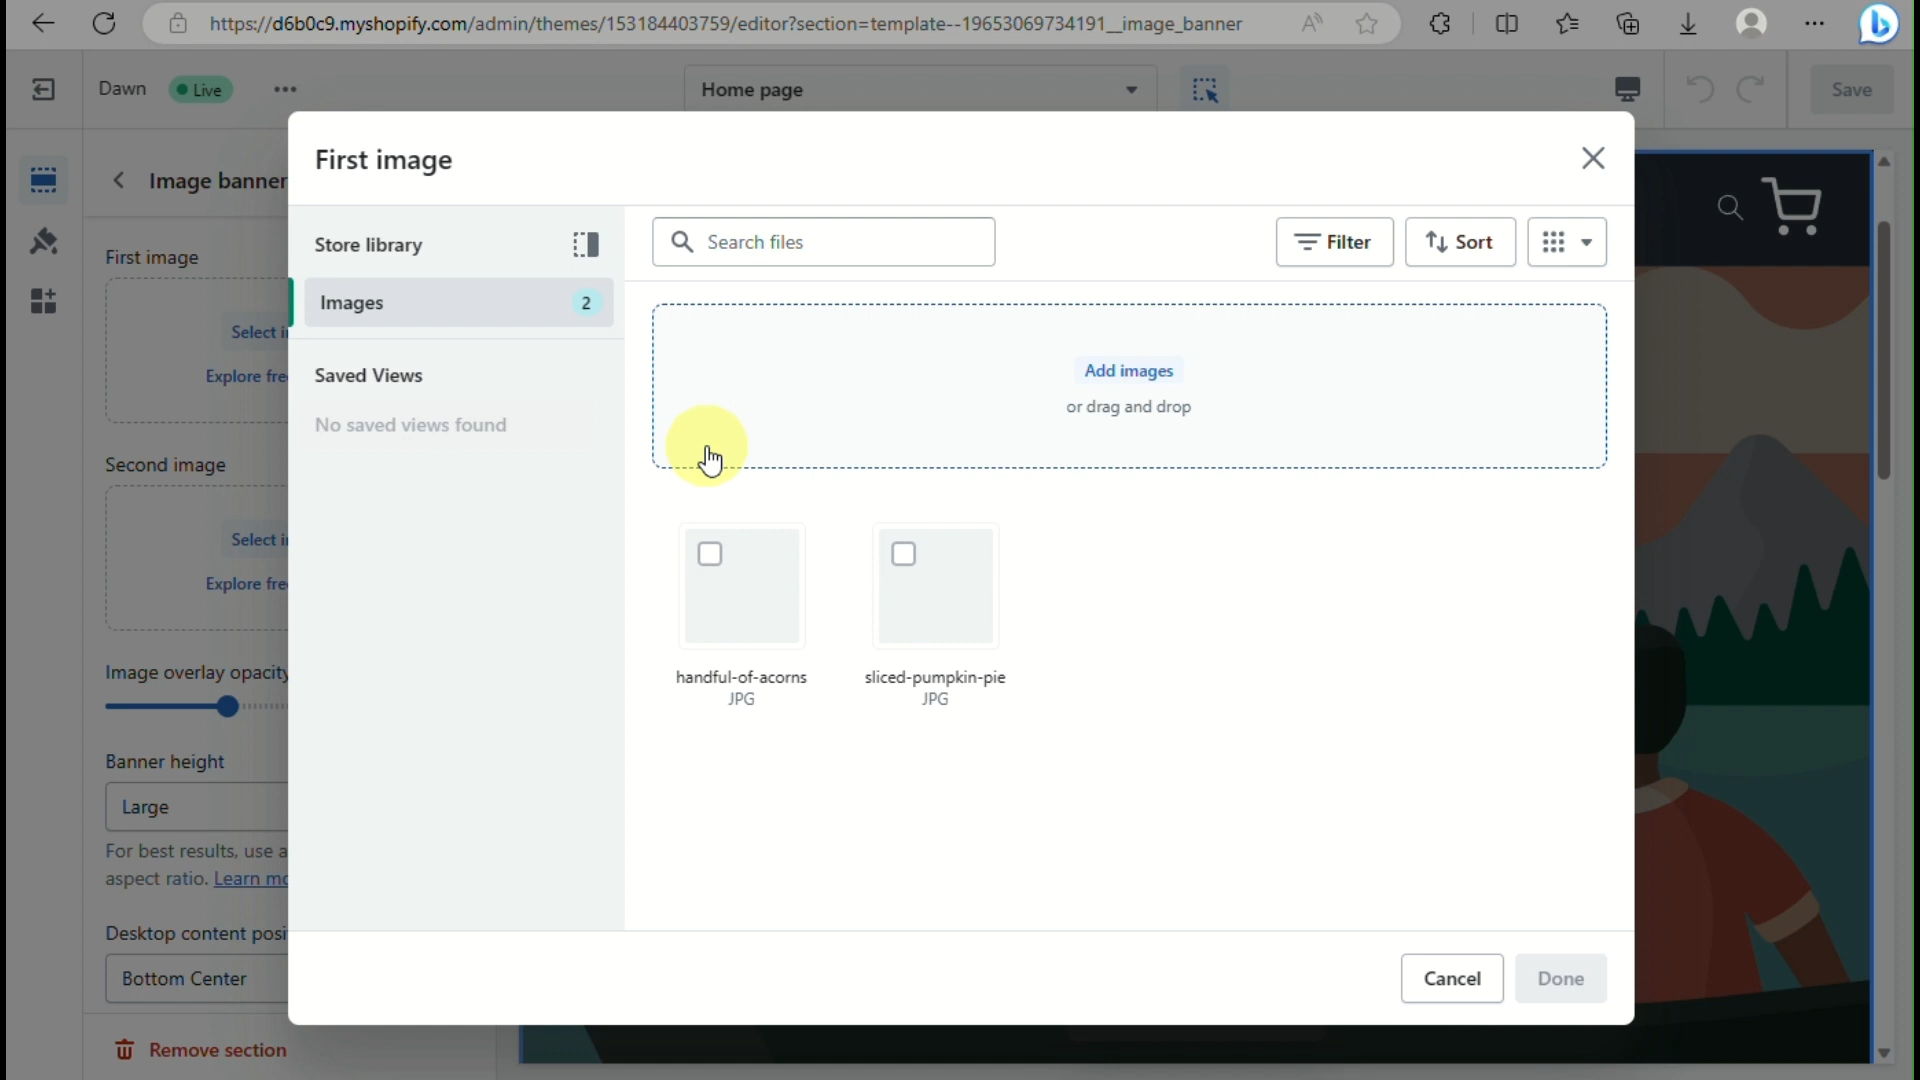 https://d6b0c9.myshopify.com/admin/themes/153184403759/editor?section=template--19653069734191__image_banner
Dawn
Live
Home page
Save
Image banner
First image
Select i
Explore fre
Second image
Select i
Explore fre
Image overlay opacity
Banner height
Large
For best results, use a
aspect ratio. Learn mo
Desktop content posi
Bottom Center
Remove section
First image
Store library
Images 2
Saved Views
No saved views found
Search files
Filter
Sort
Add images
or drag and drop
handful-of-acorns
JPG
sliced-pumpkin-pie
JPG
Cancel
Done